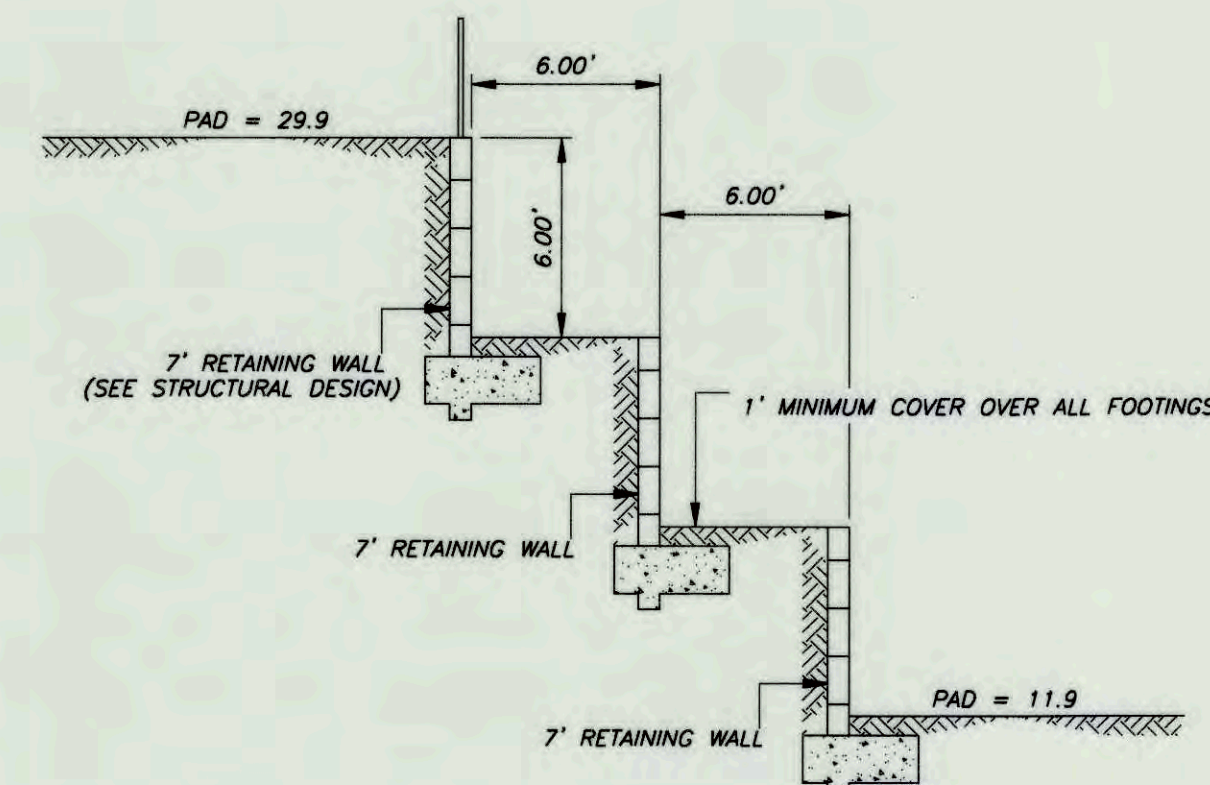 6.00'
PAD = 29.9
6.00'
6.00'
7' RETAINING WALL
(SEE STRUCTURAL DESIGN)
1' MINIMUM COVER OVER ALL FOOTINGS
7' RETAINING WALL
PAD = 11.9
7' RETAINING WALL